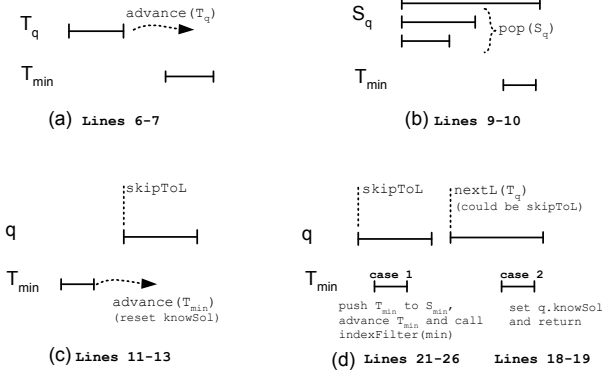 T_q
advance(T_q)
T_min
(a) Lines 6-7
S_q
pop(S_q)
T_min
(b) Lines 9-10
skipToL
q
T_min
advance(T_min)
(reset knowSol)
(c) Lines 11-13
skipToL
nextL(T_q)
(could be skipToL)
q
T_min
case 1
case 2
push T_min to S_min,
advance T_min and call
indexFilter(min)
set q.knowSol
and return
(d) Lines 21-26
Lines 18-19